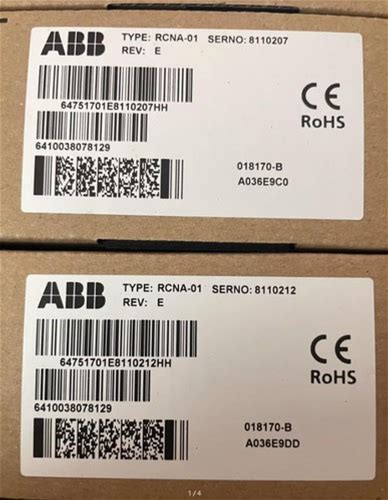 ABB
TYPE: RCNA-01 SERNO: 8110207
REV: E
64751701E8110207HH
6410038078129
CE
RoHS
018170-B
A036E9C0
ABB
TYPE: RCNA-01 SERNO: 8110212
REV: E
64751701E8110212HH
6410038078129
CE
RoHS
018170-B
A036E9DD
1/4